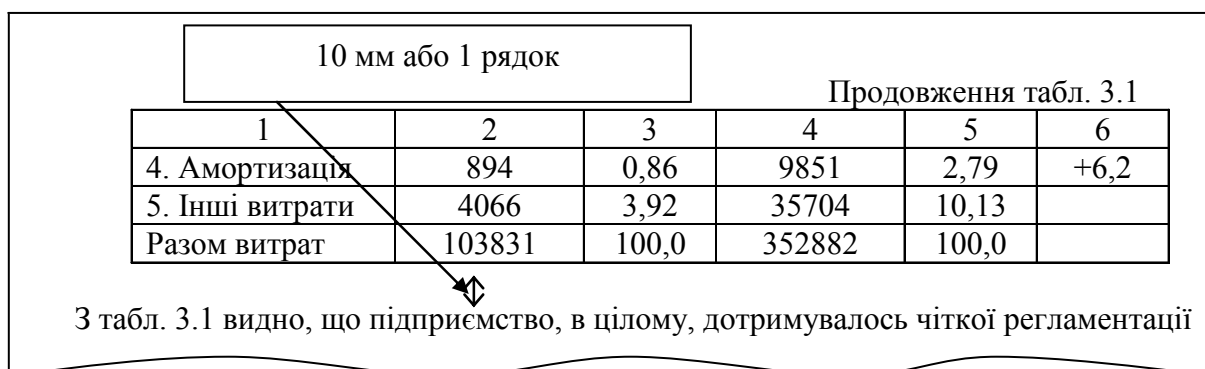 10 мм або 1 рядок
Продовження табл. 3.1
1 2 3 4 5 6
4. Амортизація 894 0,86 9851 2,79 +6,2
5. Інші витрати 4066 3,92 35704 10,13
Разом витрат 103831 100,0 352882 100,0
З табл. 3.1 видно, що підприємство, в цілому, дотримувалось чіткої регламентації